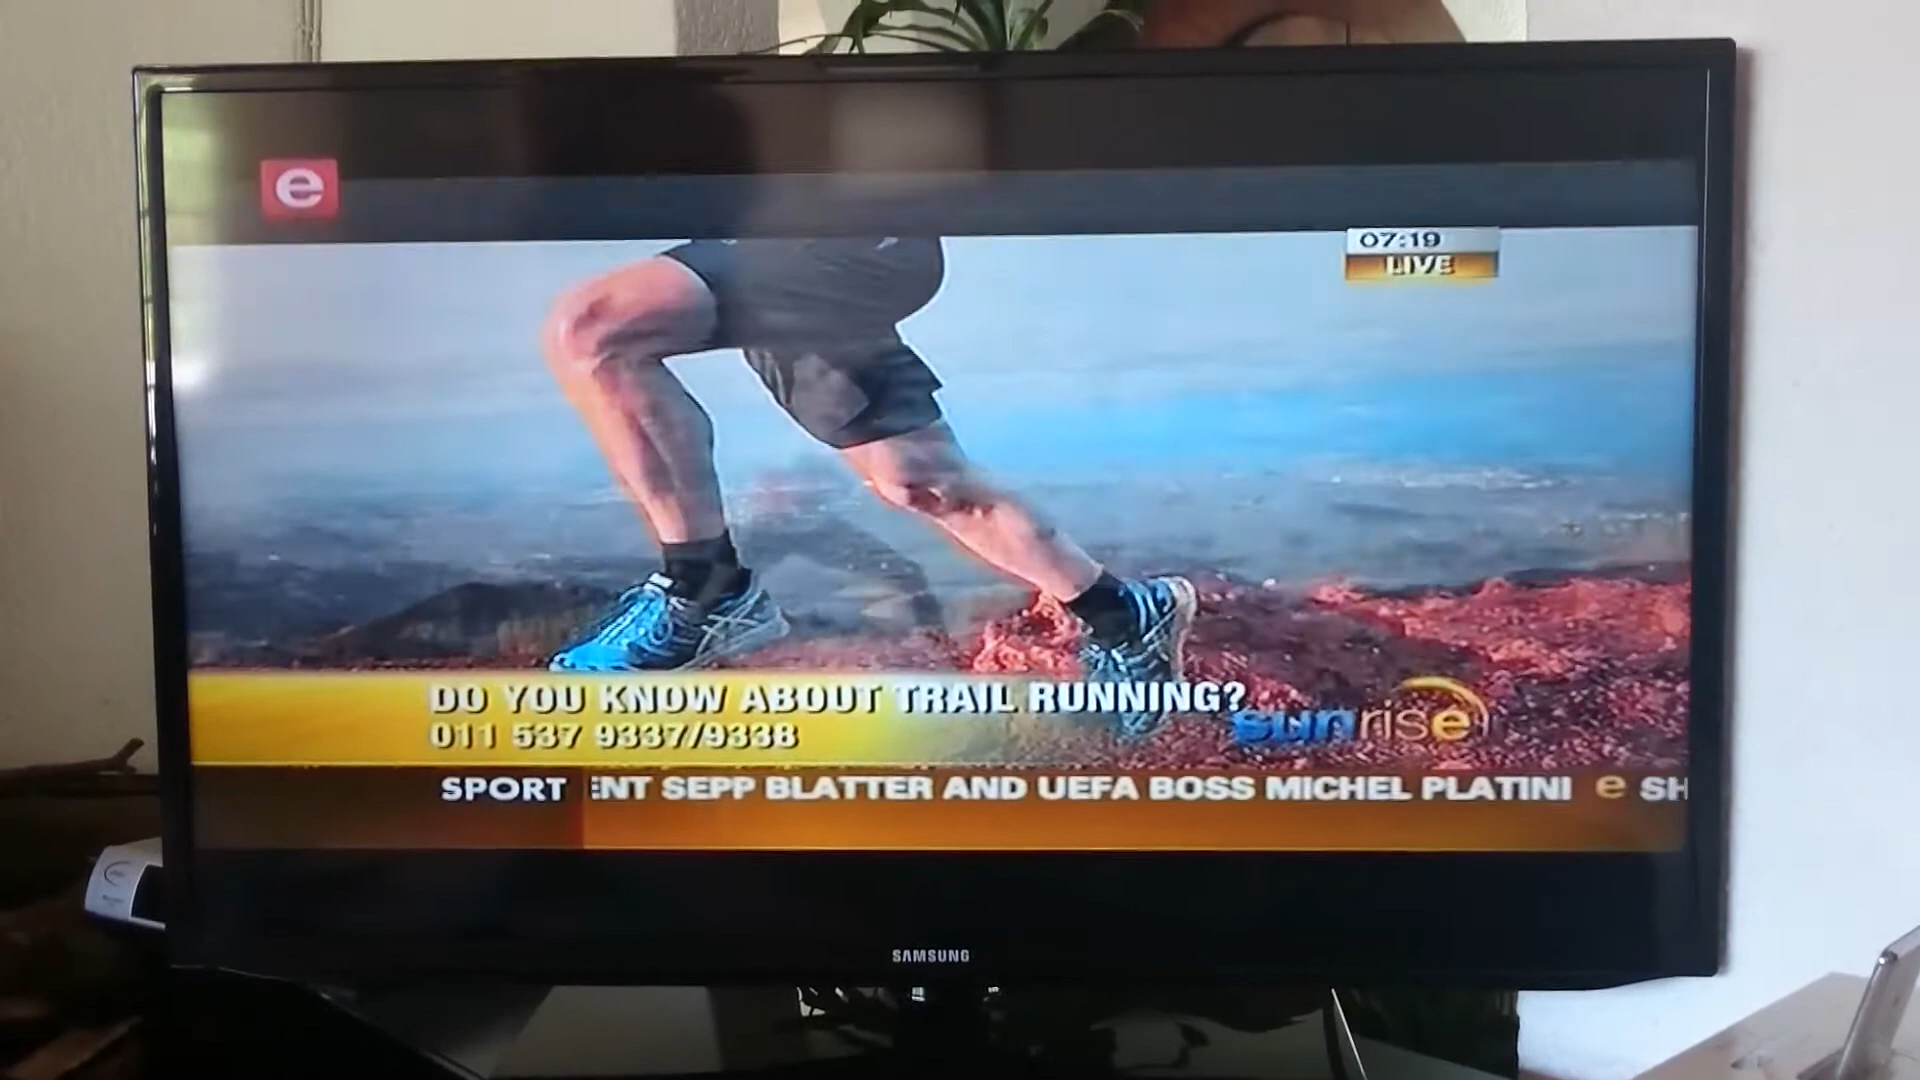 e
07:19
LIVE
DO YOU KNOW ABOUT TRAIL RUNNING?
011 537 9337/9338
sunrise
SPORT ENT SEPP BLATTER AND UEFA BOSS MICHEL PLATINI e SH
SAMSUNG